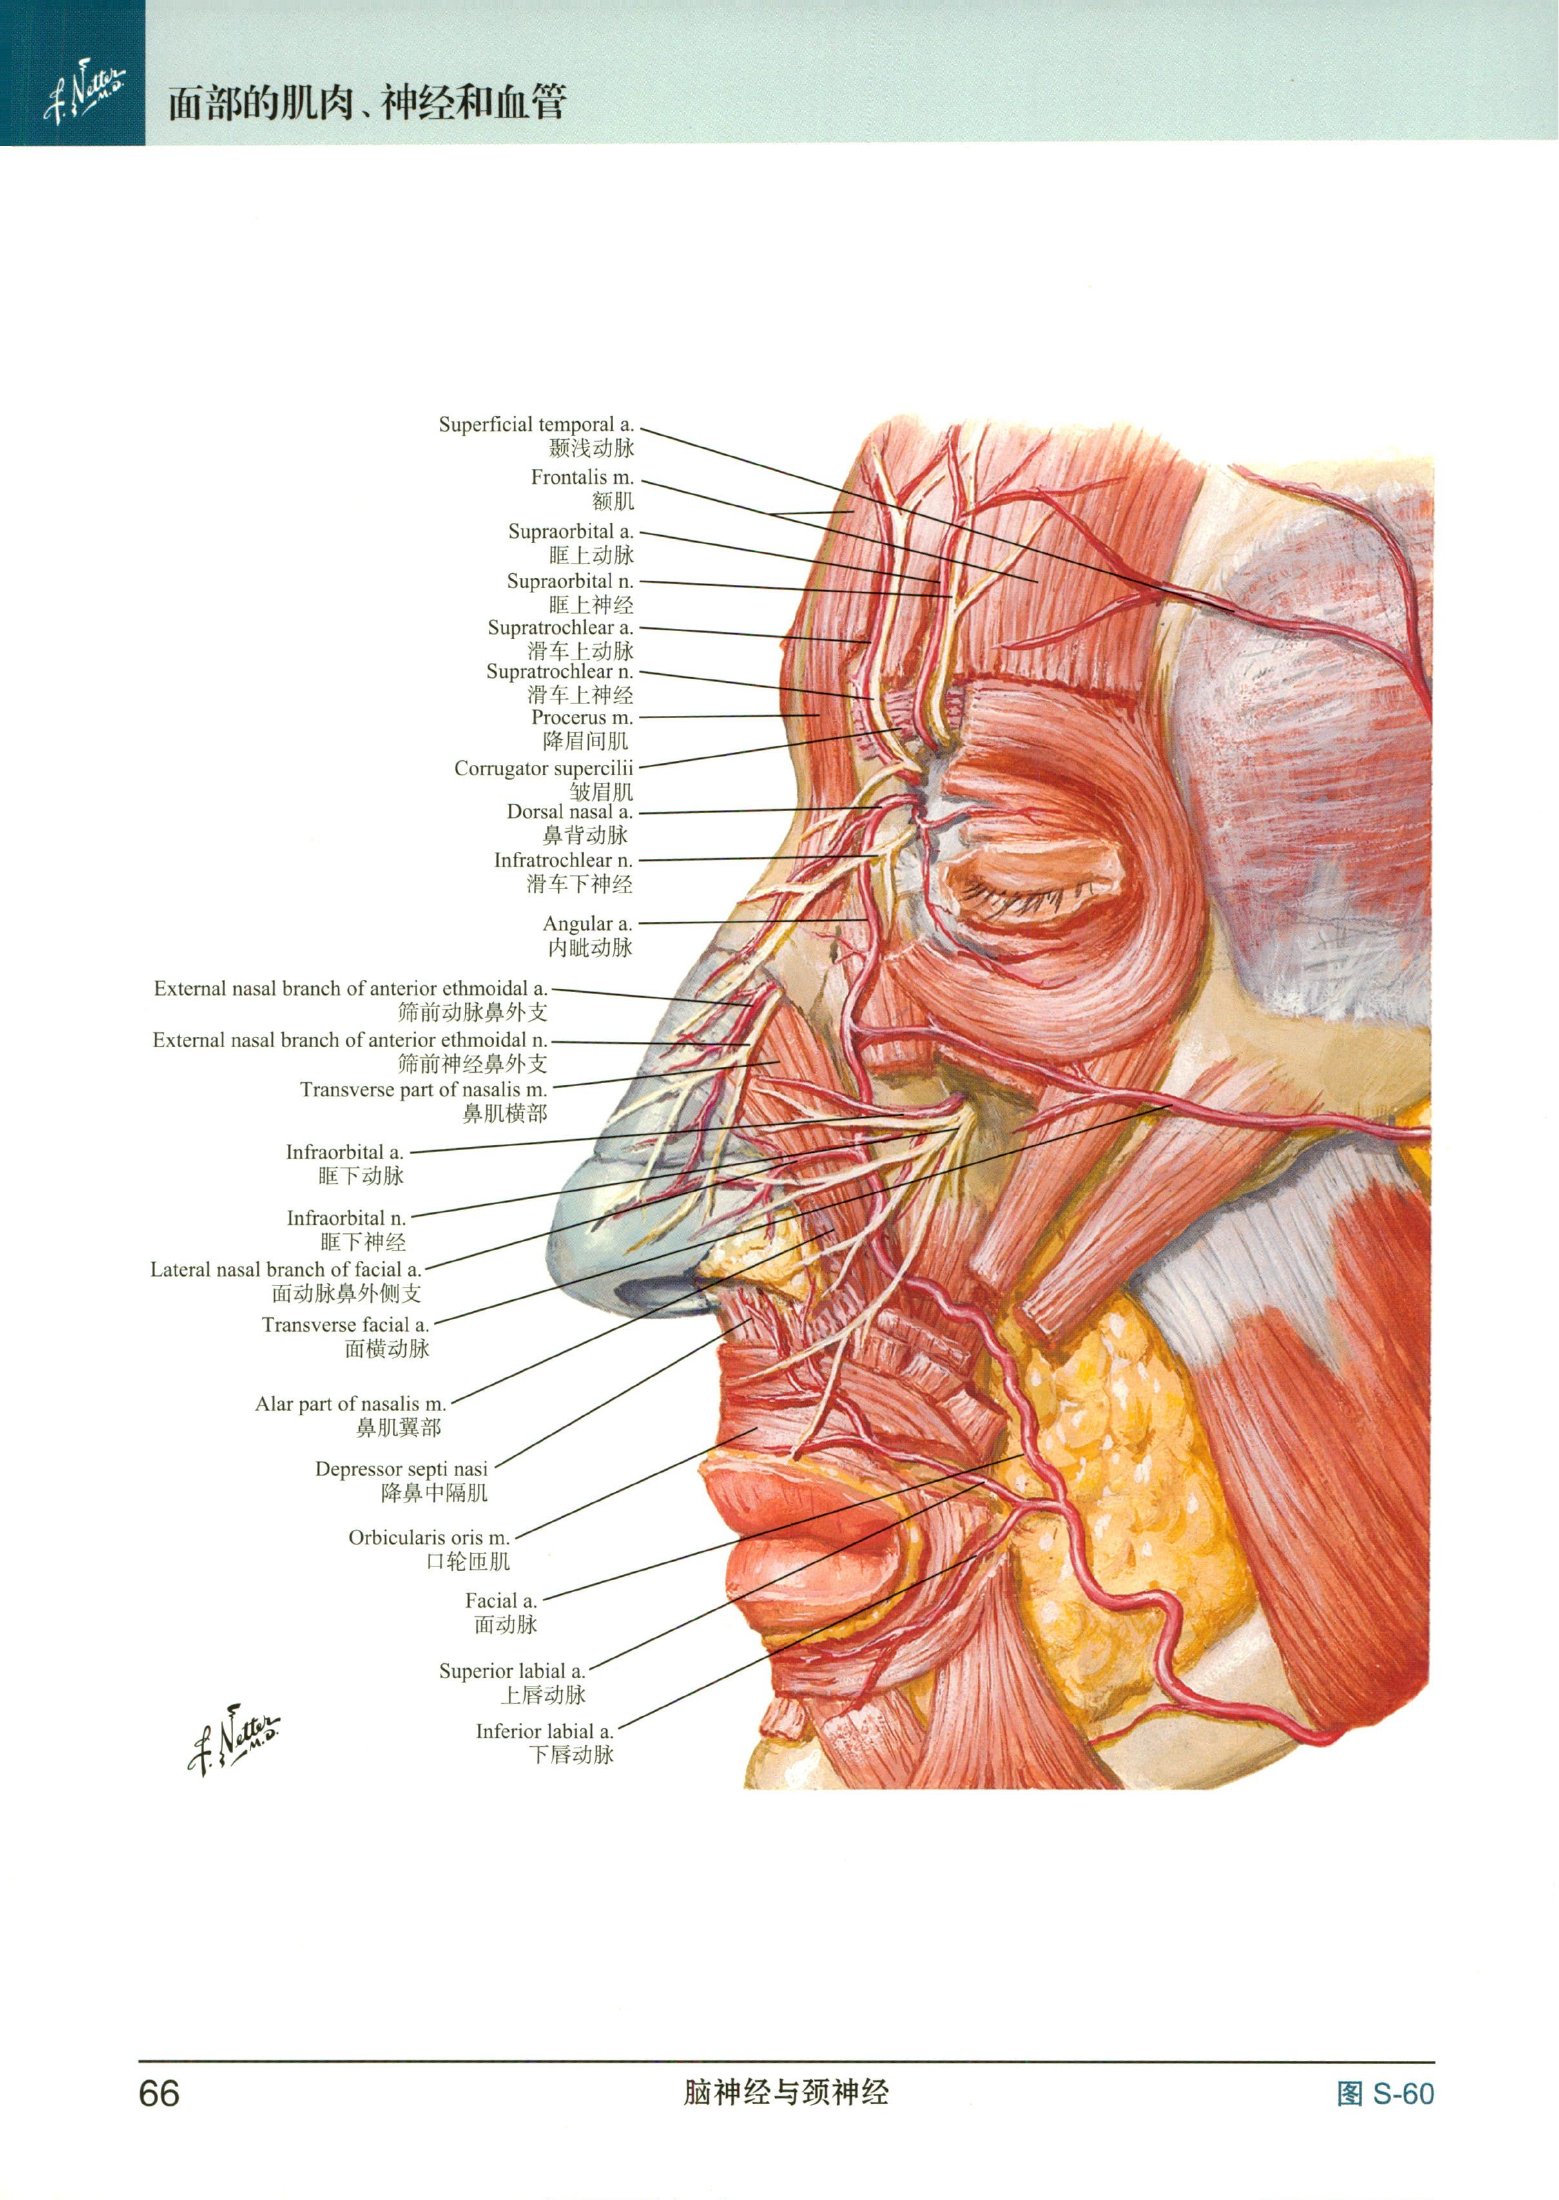 F. Netter M.D.
面部的肌肉、神经和血管
Superficial temporal a.
颞浅动脉
Frontalis m.
额肌
Supraorbital a.
眶上动脉
Supraorbital n.
眶上神经
Supratrochlear a.
滑车上动脉
Supratrochlear n.
滑车上神经
Procerus m.
降眉间肌
Corrugator supercilii
皱眉肌
Dorsal nasal a.
鼻背动脉
Infratrochlear n.
滑车下神经
Angular a.
内眦动脉
External nasal branch of anterior ethmoidal a.
筛前动脉鼻外支
External nasal branch of anterior ethmoidal n.
筛前神经鼻外支
Transverse part of nasalis m.
鼻肌横部
Infraorbital a.
眶下动脉
Infraorbital n.
眶下神经
Lateral nasal branch of facial a.
面动脉鼻外侧支
Transverse facial a.
面横动脉
Alar part of nasalis m.
鼻肌翼部
Depressor septi nasi
降鼻中隔肌
Orbicularis oris m.
口轮匝肌
Facial a.
面动脉
Superior labial a.
上唇动脉
Inferior labial a.
下唇动脉
F. Netter M.D.
66
脑神经与颈神经
图 S-60